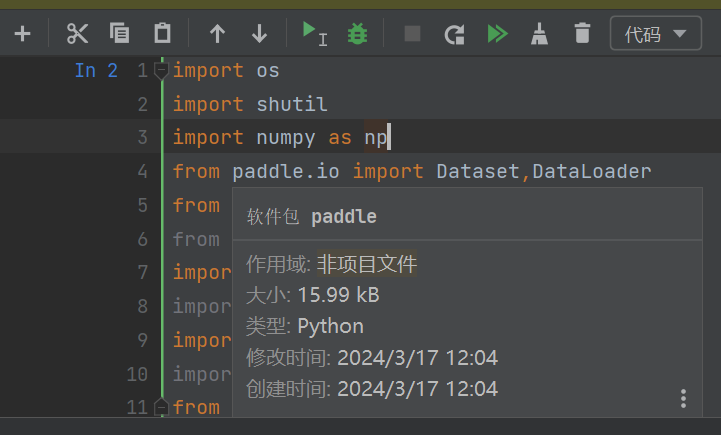 代码
In 2
1 import os
2 import shutil
3 import numpy as np
4 from paddle.io import Dataset,DataLoader
5 from
6 from
7 impor
8 impor
9 impor
10 impor
11 from
软件包 paddle
作用域: 非项目文件
大小: 15.99 kB
类型: Python
修改时间: 2024/3/17 12:04
创建时间: 2024/3/17 12:04